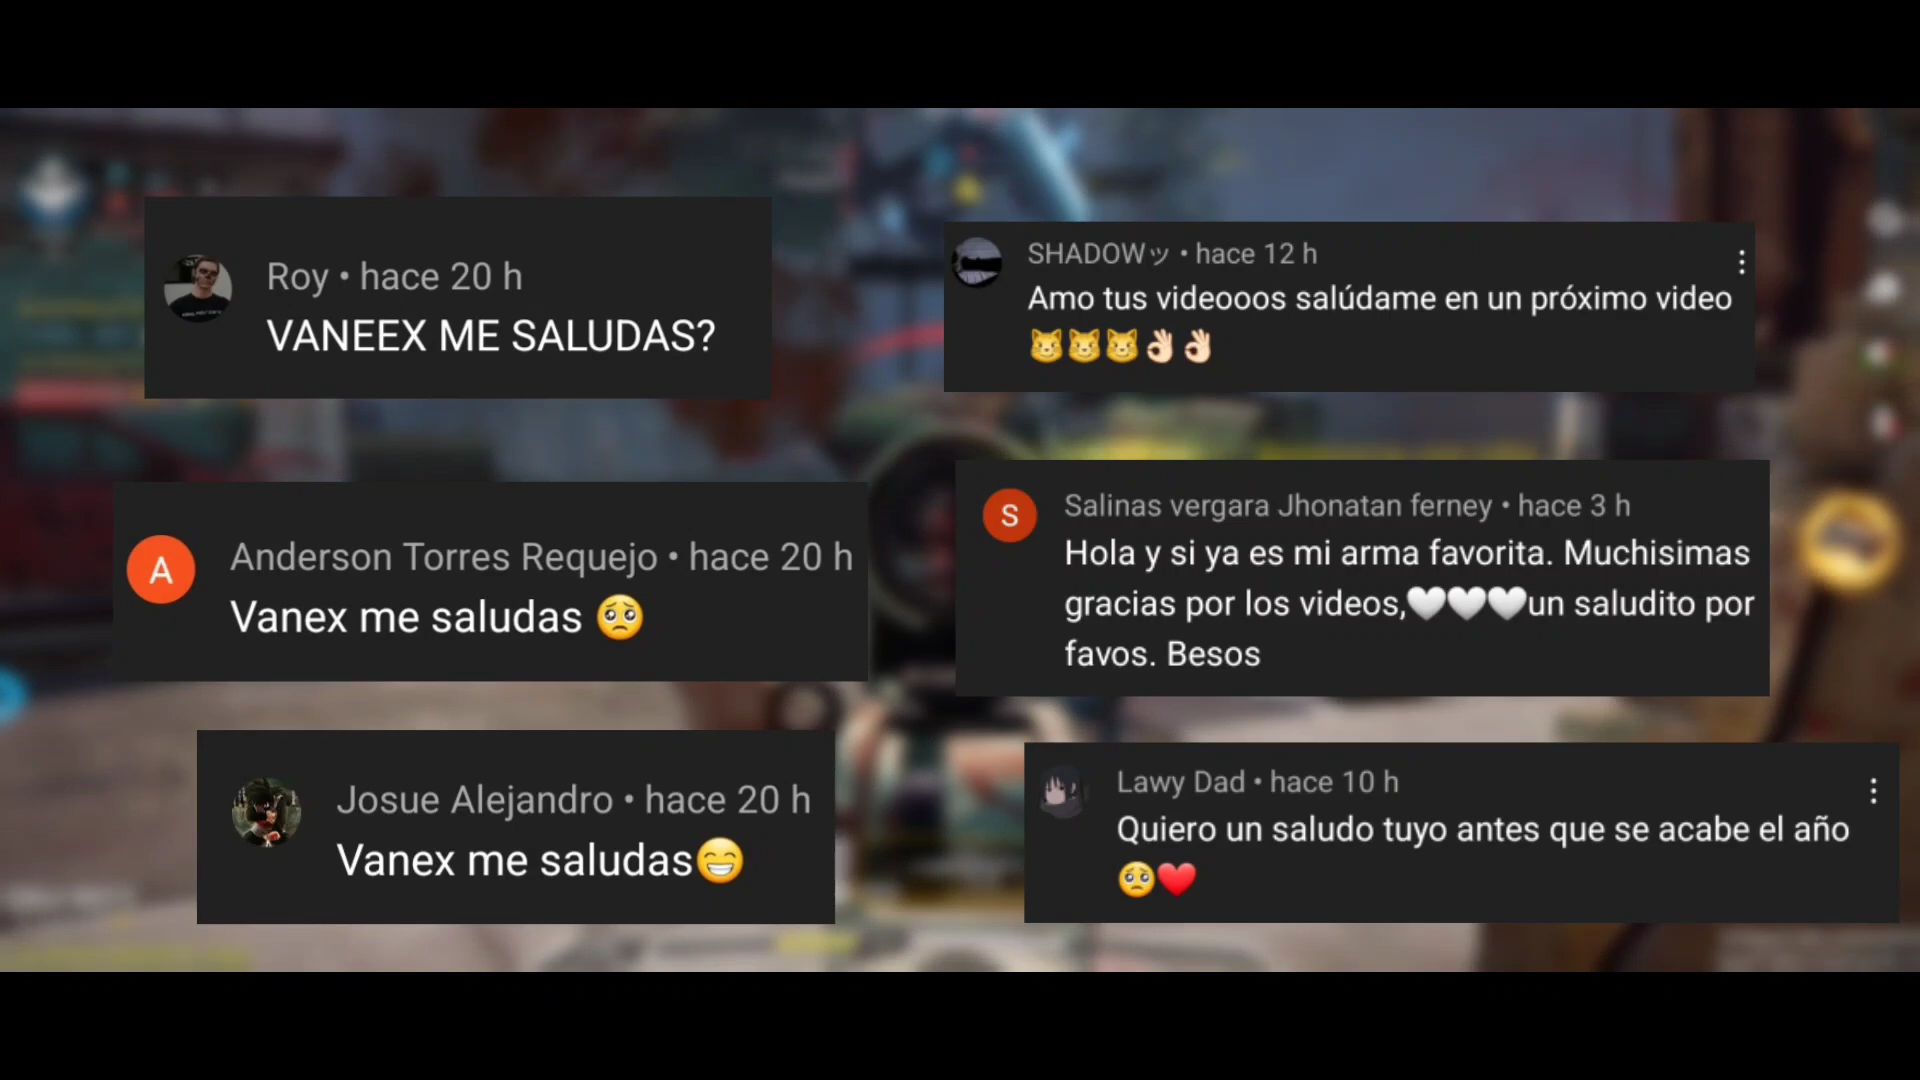 Roy • hace 20 h
VANEEX ME SALUDAS?
Anderson Torres Requejo • hace 20 h
A
Vanex me saludas 🥺
Josue Alejandro • hace 20 h
Vanex me saludas😁
SHADOWッ • hace 12 h
Amo tus videooos salúdame en un próximo video
😺😺😺👌🏻👌🏻
Salinas vergara Jhonatan ferney • hace 3 h
S
Hola y si ya es mi arma favorita. Muchisimas
gracias por los videos,🤍🤍🤍un saludito por
favos. Besos
Lawy Dad • hace 10 h
Quiero un saludo tuyo antes que se acabe el año
🥺❤️